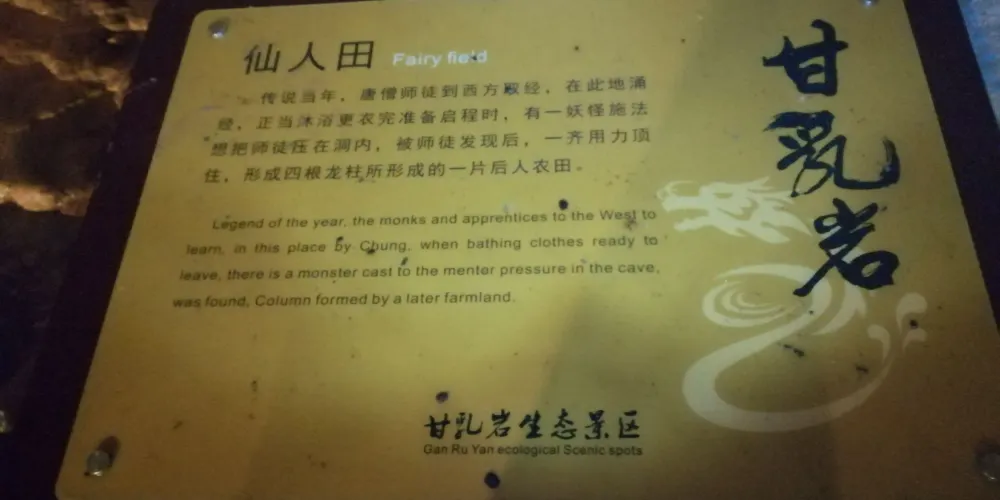 仙人田 Fairy field
传说当年，唐僧师徒到西方取经，在此地涌
经，正当沐浴更衣完准备启程时，有一妖怪施法
想把师徒压在洞内，被师徒发现后，一齐用力顶
住，形成四根龙柱所形成的一片后人农田。
Legend of the year, the monks and apprentices to the West to
learn, in this place by Chung, when bathing clothes ready to
leave, there is a monster cast to the mentor pressure in the cave,
was found, Column formed by a later farmland.
甘乳岩
甘乳岩生态景区
Gan Ru Yan ecological Scenic spots